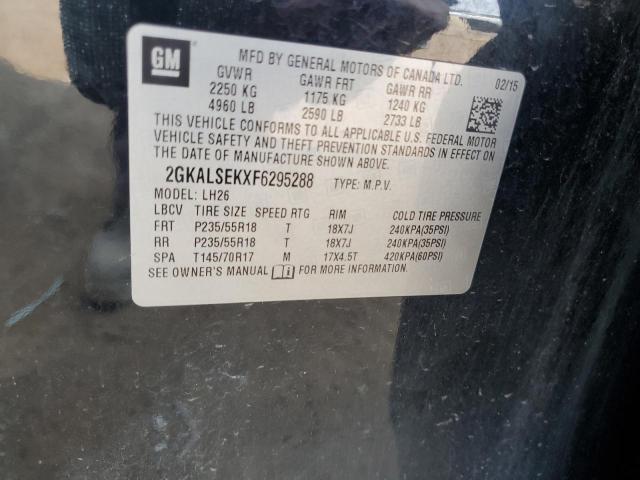 GM
MFD BY GENERAL MOTORS OF CANADA LTD. 02/15
GVWR GAWR FRT GAWR RR
2250 KG 1175 KG 1240 KG
4960 LB 2590 LB 2733 LB
THIS VEHICLE CONFORMS TO ALL APPLICABLE U.S. FEDERAL MOTOR
VEHICLE SAFETY AND THEFT PREVENTION STANDARDS IN EFFECT ON THE
DATE OF MANUFACTURE SHOWN ABOVE.
2GKALSEKXF6295288 TYPE: M.P.V.
MODEL: LH26
LBCV TIRE SIZE SPEED RTG RIM COLD TIRE PRESSURE
FRT P235/55R18 T 18X7J 240KPA(35PSI)
RR P235/55R18 T 18X7J 240KPA(35PSI)
SPA T145/70R17 M 17X4.5T 420KPA(60PSI)
SEE OWNER'S MANUAL FOR MORE INFORMATION.